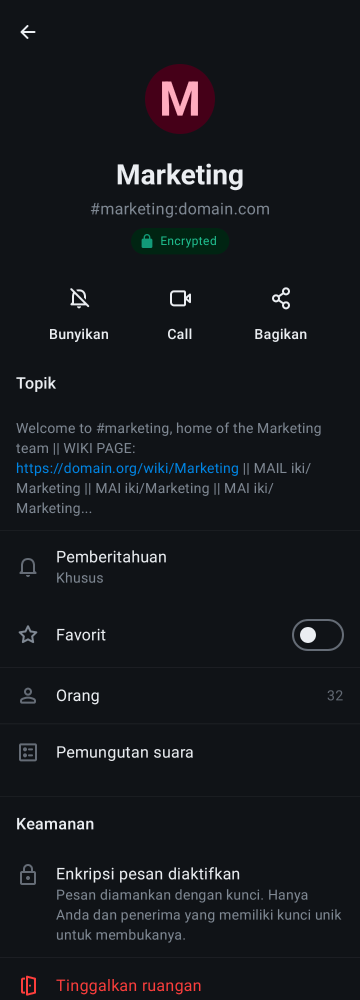 M
Marketing
#marketing:domain.com
Encrypted
Bunyikan
Call
Bagikan
Topik
Welcome to #marketing, home of the Marketing
team || WIKI PAGE:
https://domain.org/wiki/Marketing || MAIL iki/
Marketing || MAI iki/Marketing || MAI iki/
Marketing...
Pemberitahuan
Khusus
Favorit
Orang
32
Pemungutan suara
Keamanan
Enkripsi pesan diaktifkan
Pesan diamankan dengan kunci. Hanya
Anda dan penerima yang memiliki kunci unik
untuk membukanya.
Tinggalkan ruangan